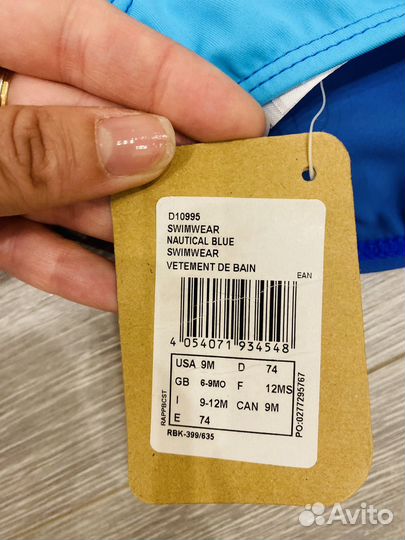 D10995
SWIMWEAR
NAUTICAL BLUE
SWIMWEAR
VETEMENT DE BAIN
EAN
4 054071 934548
USA 9M D 74
GB 6-9MO F 12MS
I 9-12M CAN 9M
E 74
RBK-399/635
RAPPBCST
PO:0277295767
Avito